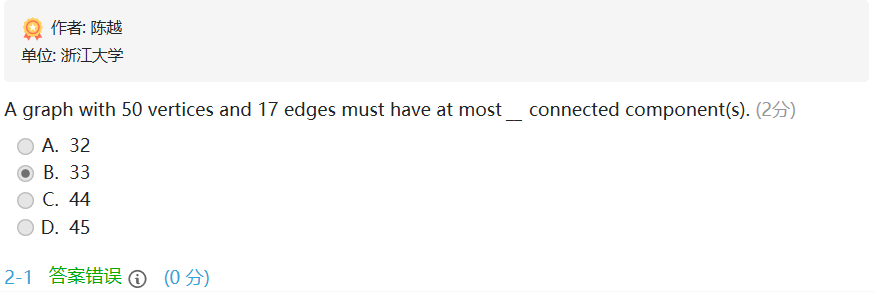 作者: 陈越
单位: 浙江大学
A graph with 50 vertices and 17 edges must have at most __ connected component(s). (2分)
A. 32
B. 33
C. 44
D. 45
2-1 答案错误 (0 分)